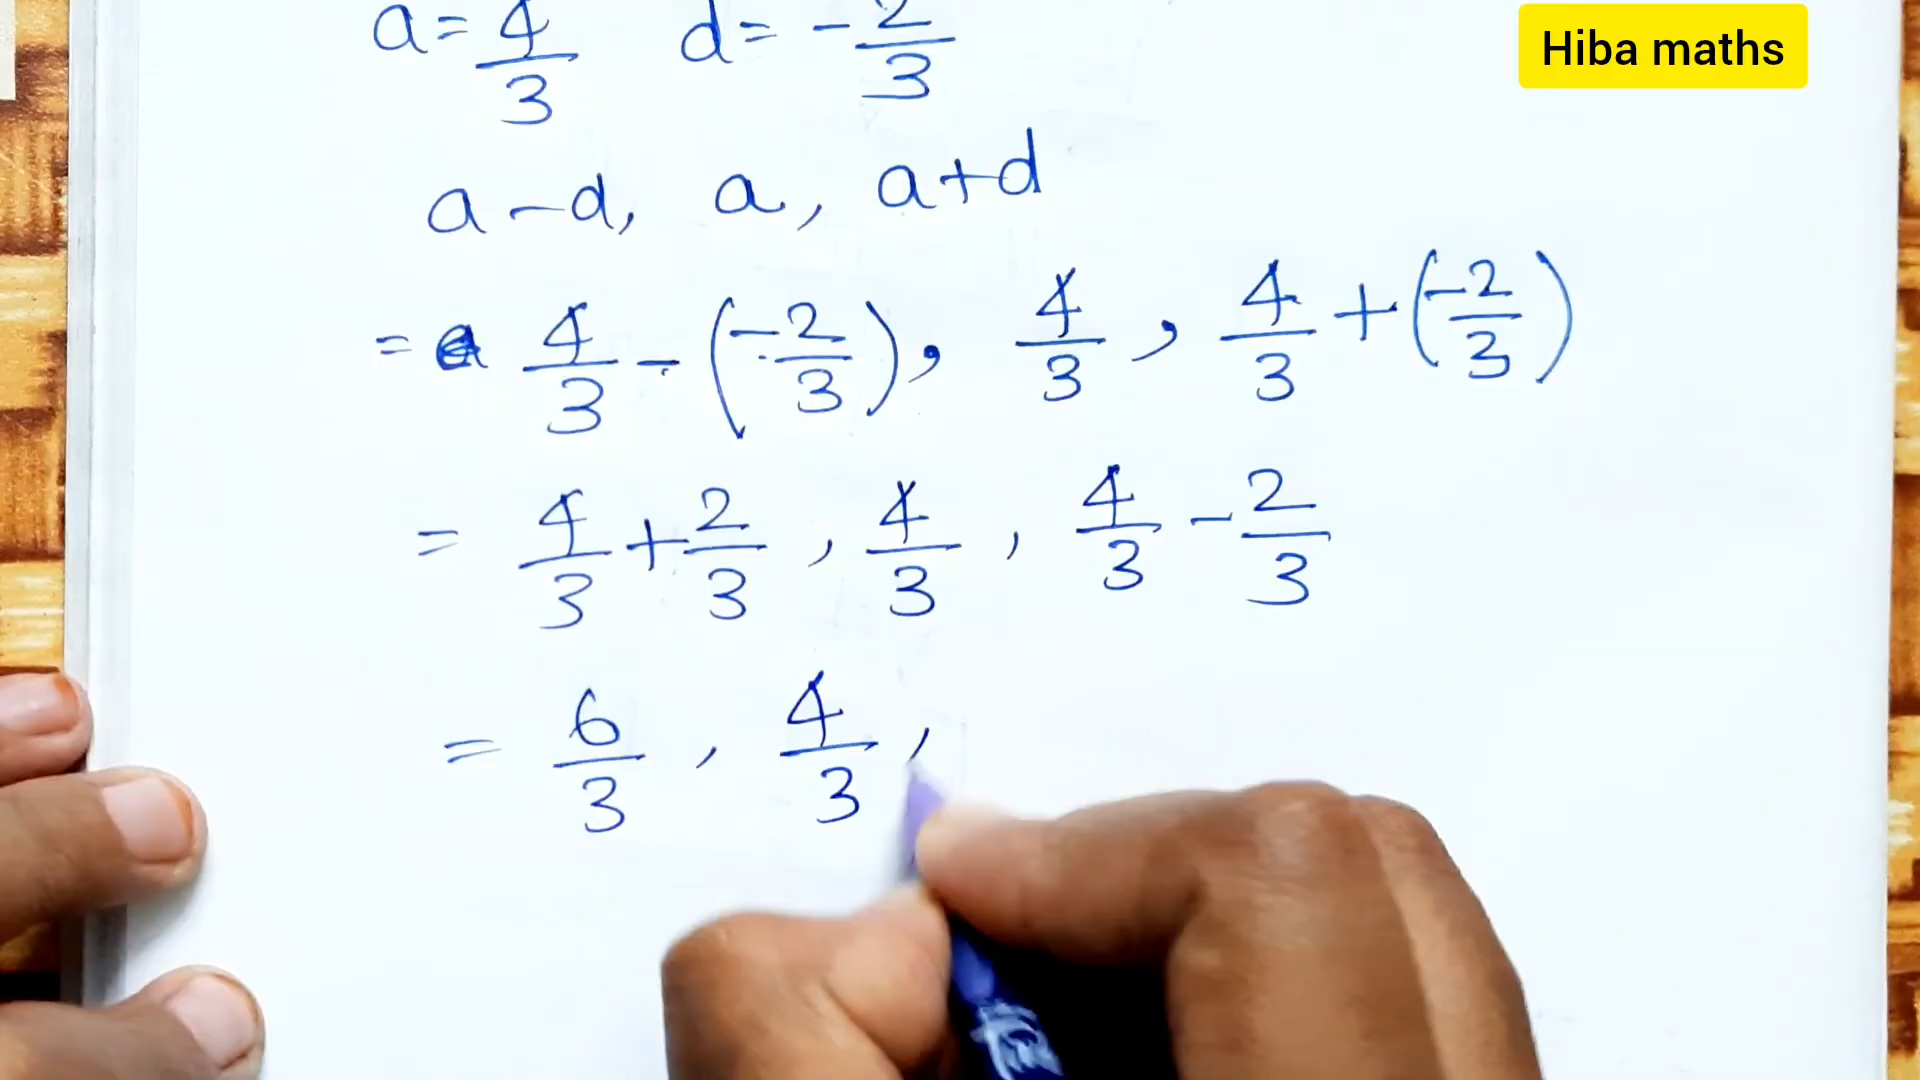 Hiba maths
a = 4/3 d = -2/3
a - d, a, a + d
= 4/3 - (-2/3), 4/3, 4/3 + (-2/3)
= 4/3 + 2/3, 4/3, 4/3 - 2/3
= 6/3, 4/3,